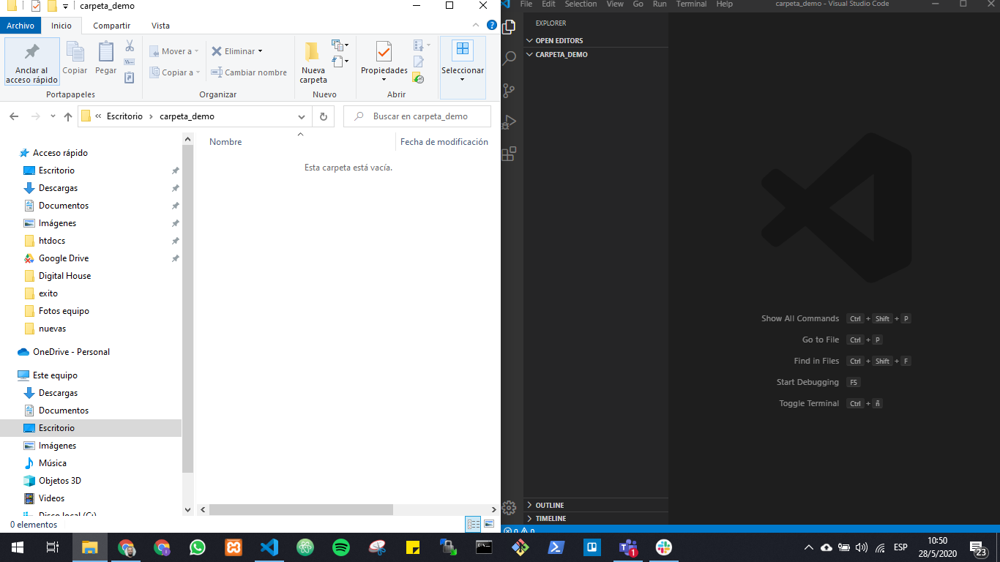 carpeta_demo
Archivo Inicio Compartir Vista
Anclar al acceso rápido
Copiar
Pegar
Portapapeles
Mover a
Copiar a
Eliminar
Cambiar nombre
Organizar
Nueva carpeta
Nuevo
Propiedades
Abrir
Seleccionar
« Escritorio › carpeta_demo
Buscar en carpeta_demo
Acceso rápido
Escritorio
Descargas
Documentos
Imágenes
htdocs
Google Drive
Digital House
exito
Fotos equipo
nuevas
OneDrive - Personal
Este equipo
Descargas
Documentos
Escritorio
Imágenes
Música
Objetos 3D
Videos
Disco local (C:)
Nombre Fecha de modificación
Esta carpeta está vacía.
0 elementos
File Edit Selection View Go Run Terminal Help carpeta_demo - Visual Studio Code
EXPLORER
OPEN EDITORS
CARPETA_DEMO
Show All Commands Ctrl + Shift + P
Go to File Ctrl + P
Find in Files Ctrl + Shift + F
Start Debugging F5
Toggle Terminal Ctrl + ñ
OUTLINE
TIMELINE
0 0
1
ESP
10:50
28/5/2020
23